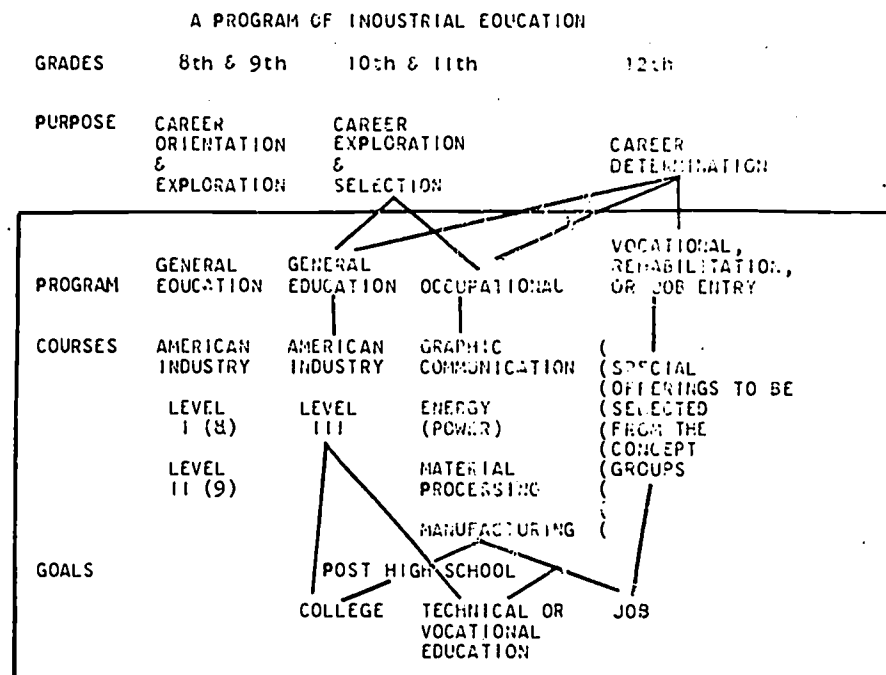 A PROGRAM OF INDUSTRIAL EDUCATION
GRADES 8th & 9th 10th & 11th 12th
PURPOSE CAREER CAREER
ORIENTATION EXPLORATION CAREER
& & DETERMINATION
EXPLORATION SELECTION
VOCATIONAL,
GENERAL GENERAL REHABILITATION,
PROGRAM EDUCATION EDUCATION OCCUPATIONAL OR JOB ENTRY
COURSES AMERICAN AMERICAN GRAPHIC (
INDUSTRY INDUSTRY COMMUNICATION (SPECIAL
(OFFERINGS TO BE
LEVEL LEVEL ENERGY (SELECTED
I (8) III (POWER) (FROM THE
(CONCEPT
LEVEL MATERIAL (GROUPS
II (9) PROCESSING (
(
MANUFACTURING (
GOALS POST HIGH SCHOOL
COLLEGE TECHNICAL OR JOB
VOCATIONAL
EDUCATION